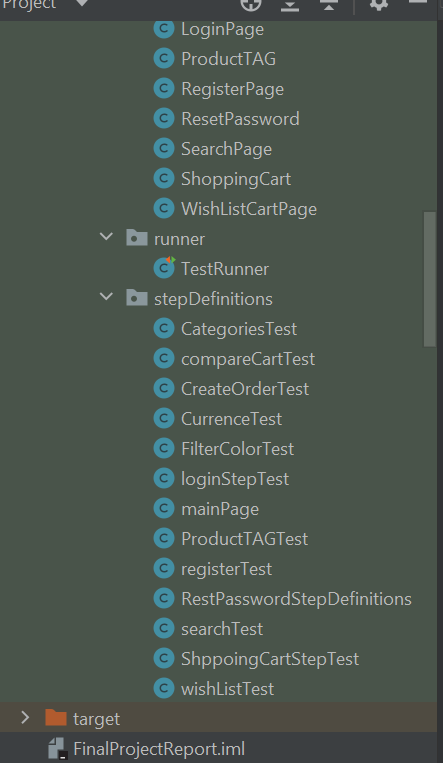 Project
LoginPage
ProductTAG
RegisterPage
ResetPassword
SearchPage
ShoppingCart
WishListCartPage
runner
TestRunner
stepDefinitions
CategoriesTest
compareCartTest
CreateOrderTest
CurrenceTest
FilterColorTest
loginStepTest
mainPage
ProductTAGTest
registerTest
RestPasswordStepDefinitions
searchTest
ShppoingCartStepTest
wishListTest
target
FinalProjectReport.iml